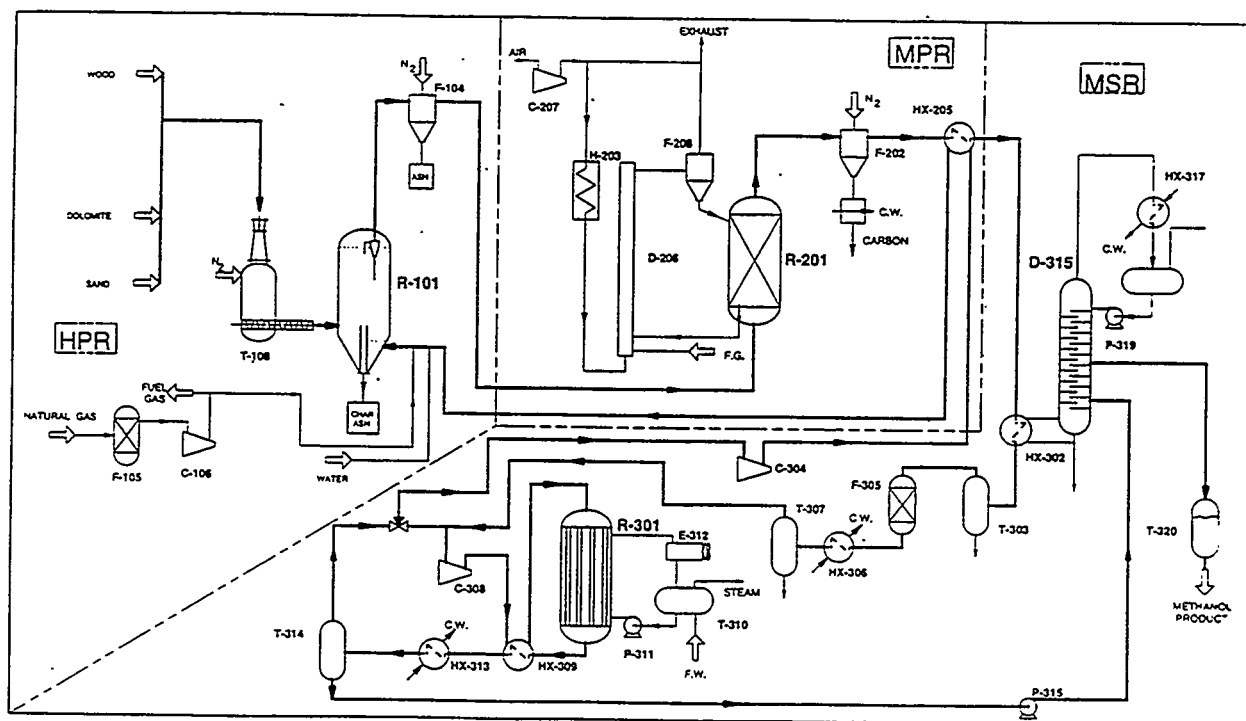 EXHAUST
MPR
N₂
AIR
MSR
WOOD
F-104
C-207
N₂
HX-205
F-208
HX-317
H-203
F-202
ASH
C.W.
C.W.
CARBON
DOLOMITE
D-206
R-201
D-315
R-101
N₂
SAND
P-319
HPR
T-108
F.G.
FUEL GAS
CHAR ASH
NATURAL GAS
HX-302
F-105
C-106
WATER
C-304
F-305
T-307
C.W.
T-303
T-320
R-301
E-312
HX-306
C-308
STEAM
METHANOL PRODUCT
T-314
C.W.
T-310
P-311
HX-313
HX-309
F.W.
P-315